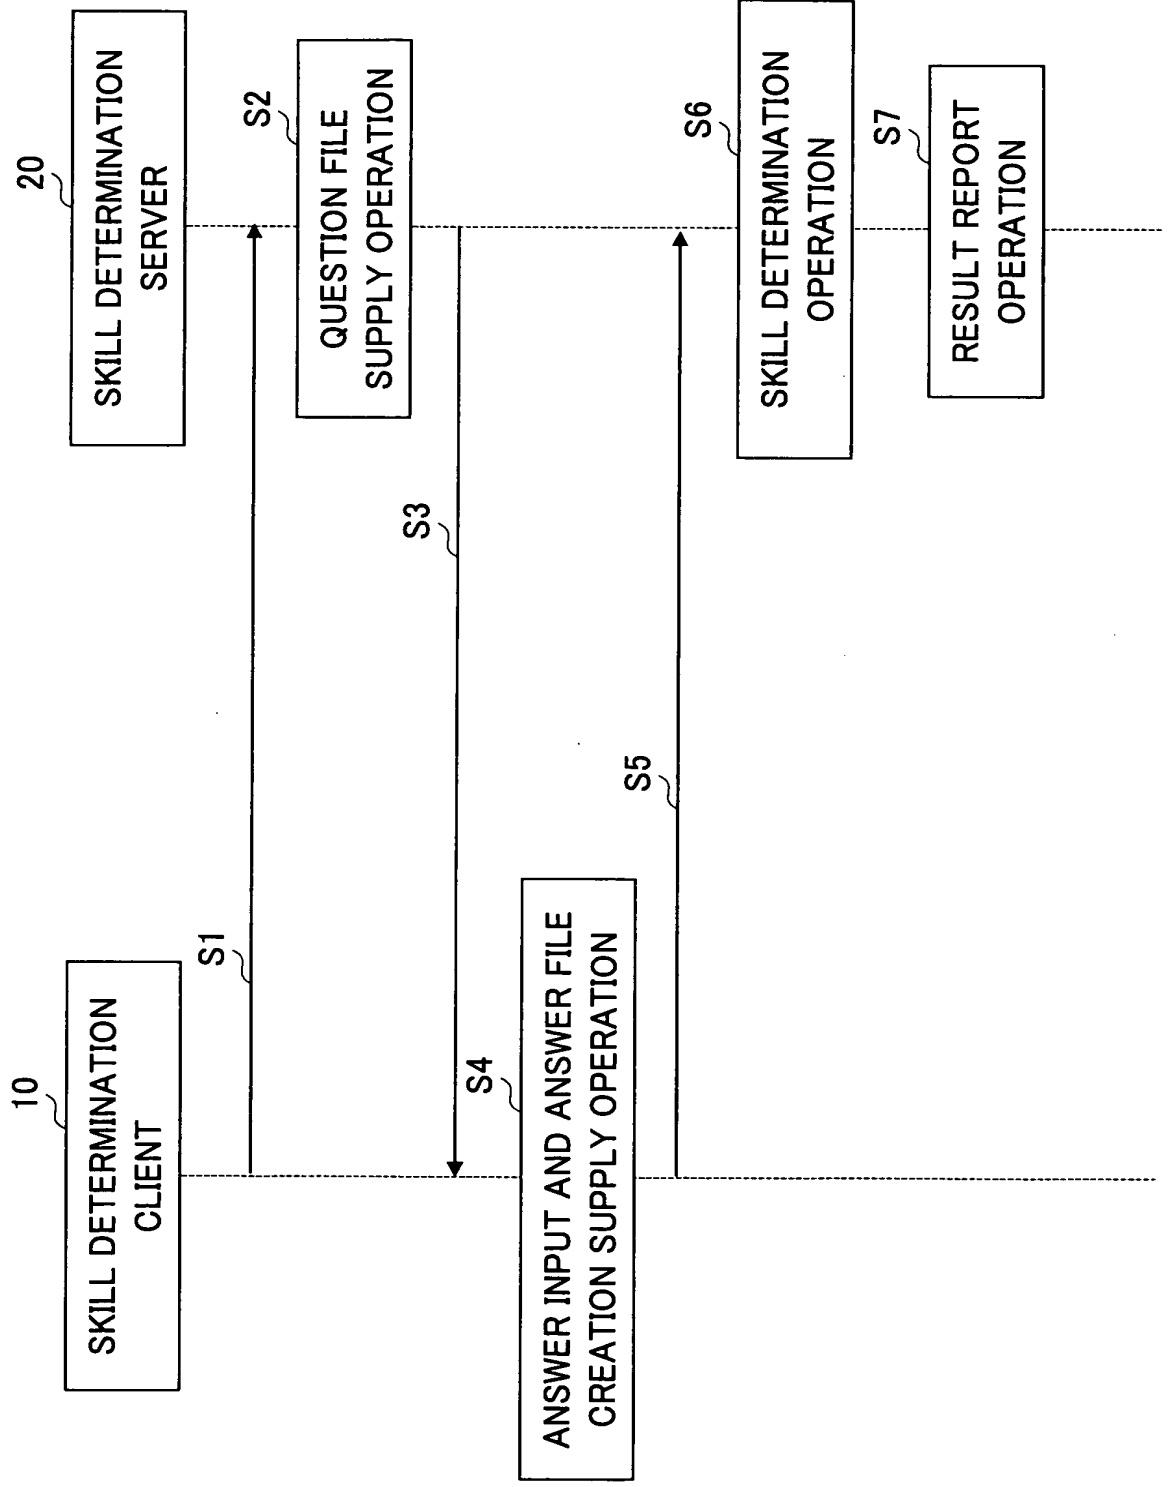 10
SKILL DETERMINATION
CLIENT
20
SKILL DETERMINATION
SERVER
S1
S2
QUESTION FILE
SUPPLY OPERATION
S3
S4
ANSWER INPUT AND ANSWER FILE
CREATION SUPPLY OPERATION
S5
S6
SKILL DETERMINATION
OPERATION
S7
RESULT REPORT
OPERATION